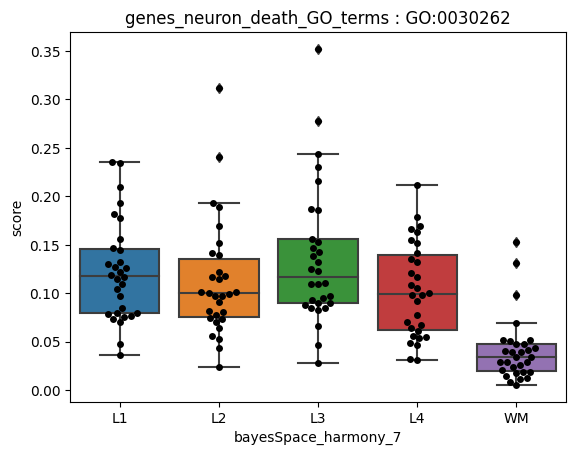 genes_neuron_death_GO_terms : GO:0030262
0.35
0.30
0.25
0.20
0.15
0.10
0.05
0.00
score
L1 L2 L3 L4 WM
bayesSpace_harmony_7